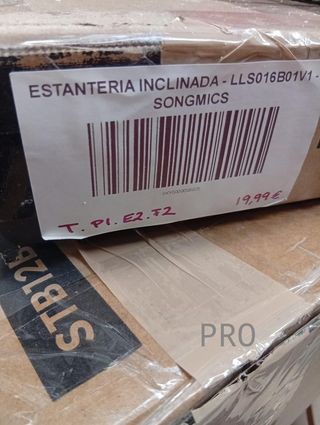 ESTANTERIA INCLINADA - LLS016B01V1 -
SONGMICS
T. P1. E2. F2
19,99€
STB12B
PRO